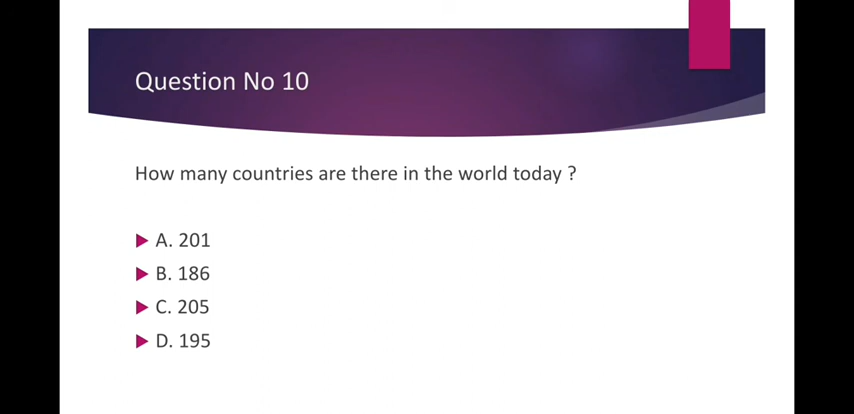 Question No 10
How many countries are there in the world today ?
A. 201
B. 186
C. 205
D. 195